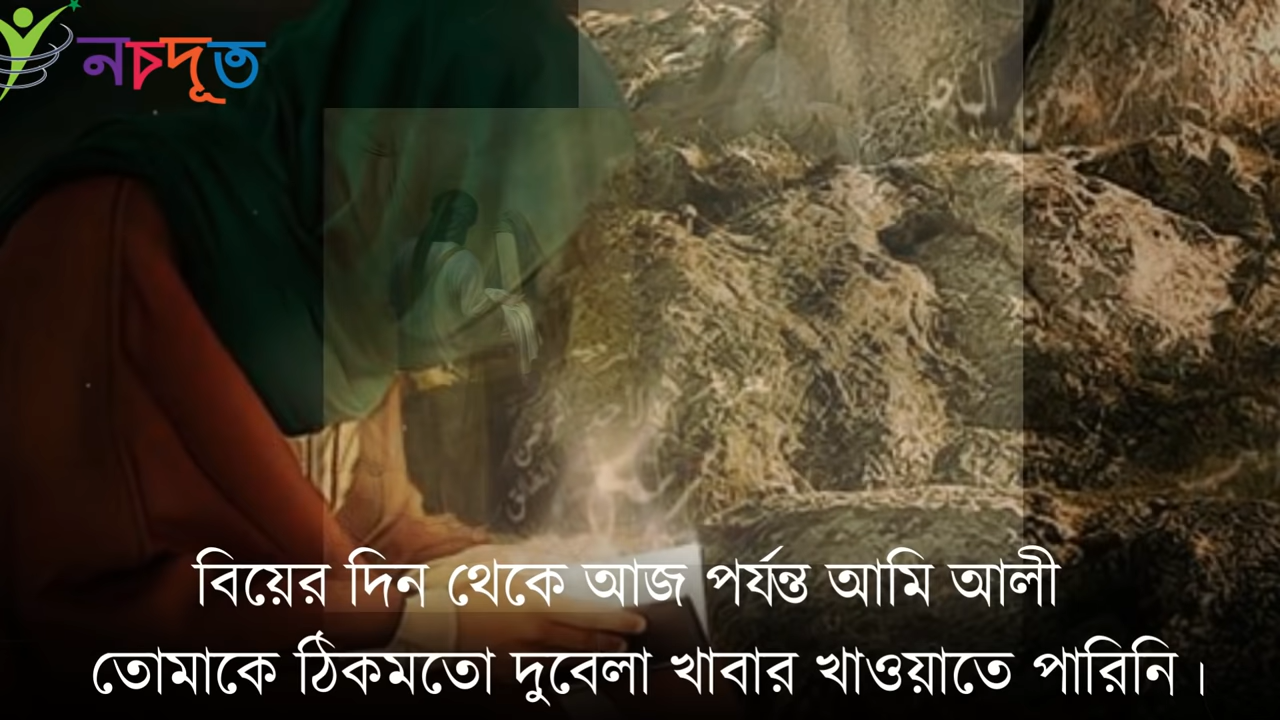 নচদূত
বিয়ের দিন থেকে আজ পর্যন্ত আমি আলী
তোমাকে ঠিকমতো দুবেলা খাবার খাওয়াতে পারিনি।